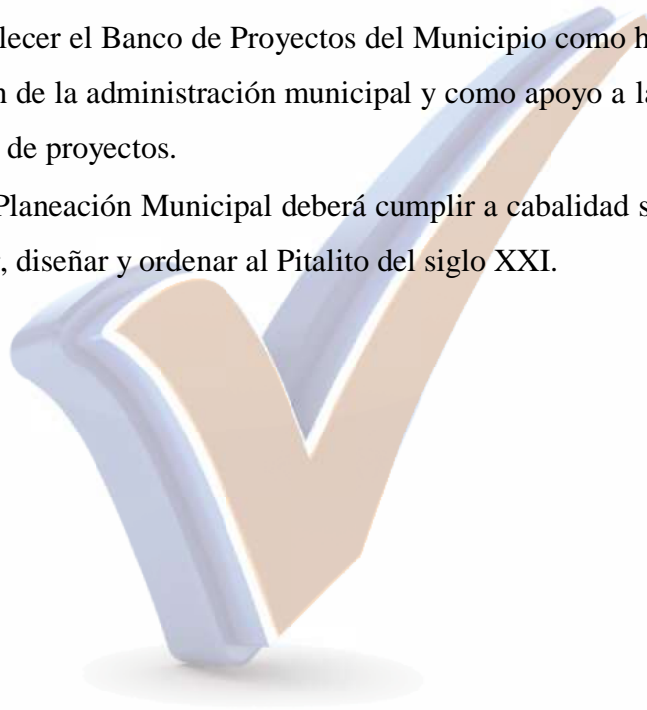 lecer el Banco de Proyectos del Municipio como h
n de la administración municipal y como apoyo a la
de proyectos.
Planeación Municipal deberá cumplir a cabalidad s
, diseñar y ordenar al Pitalito del siglo XXI.